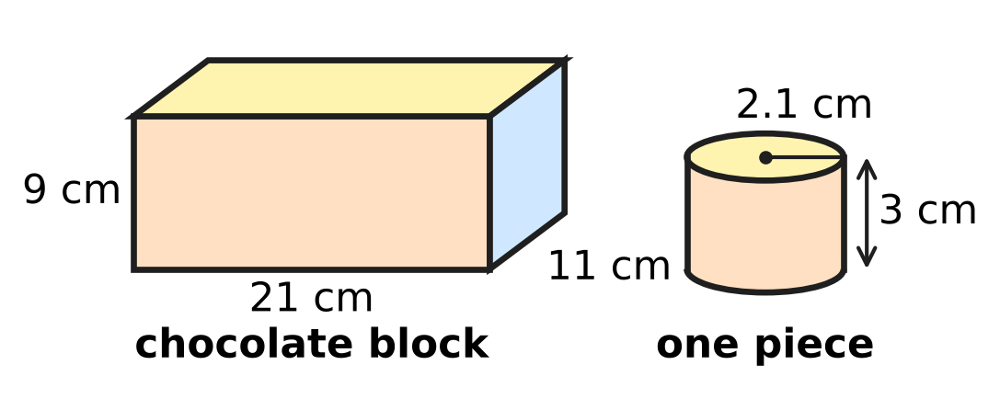 2.1 cm
9 cm
3 cm
11 cm
21 cm
chocolate block
one piece